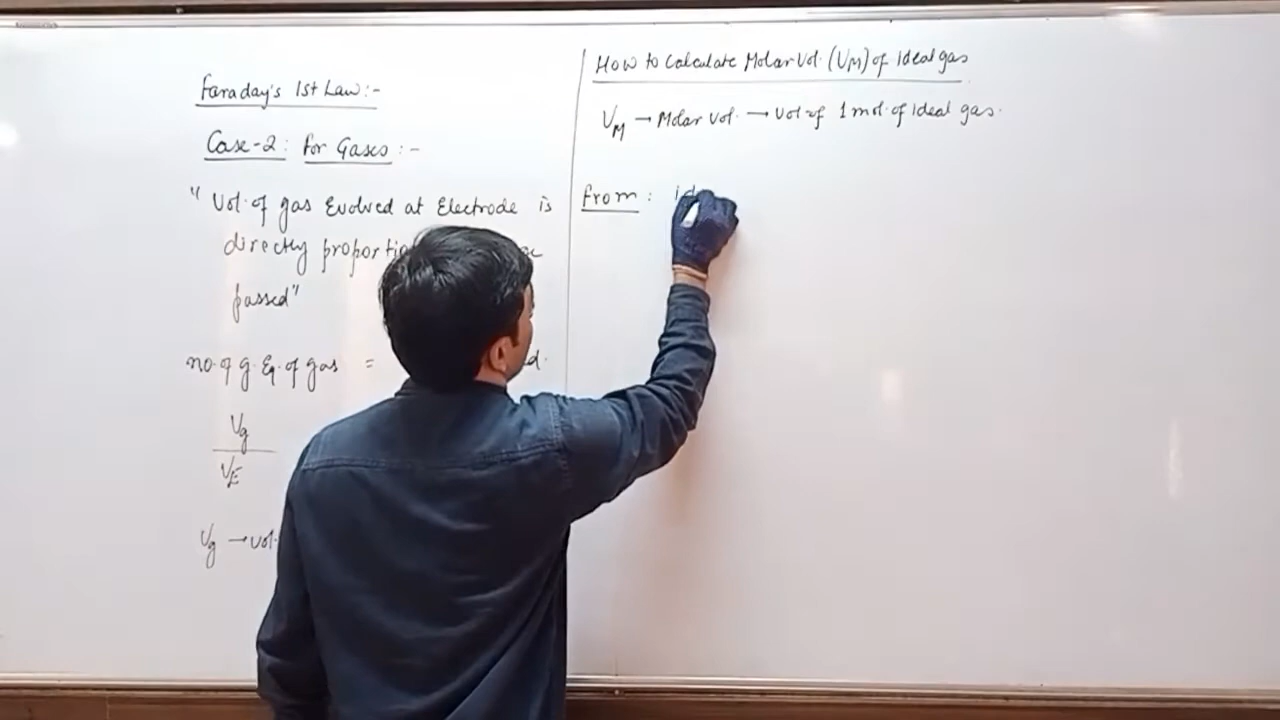 Faraday's 1st Law:-
Case-2: For Gases:-
" Vol. of gas Evolved at Electrode is
directly
passed"
no. of g. Eq. of gas =
Vg
VE
Vg → Vol.
How to Calculate Molar Vol. (VM) of Ideal gas
VM → Molar Vol. → Vol. of 1 mol. of ideal gas.
From :